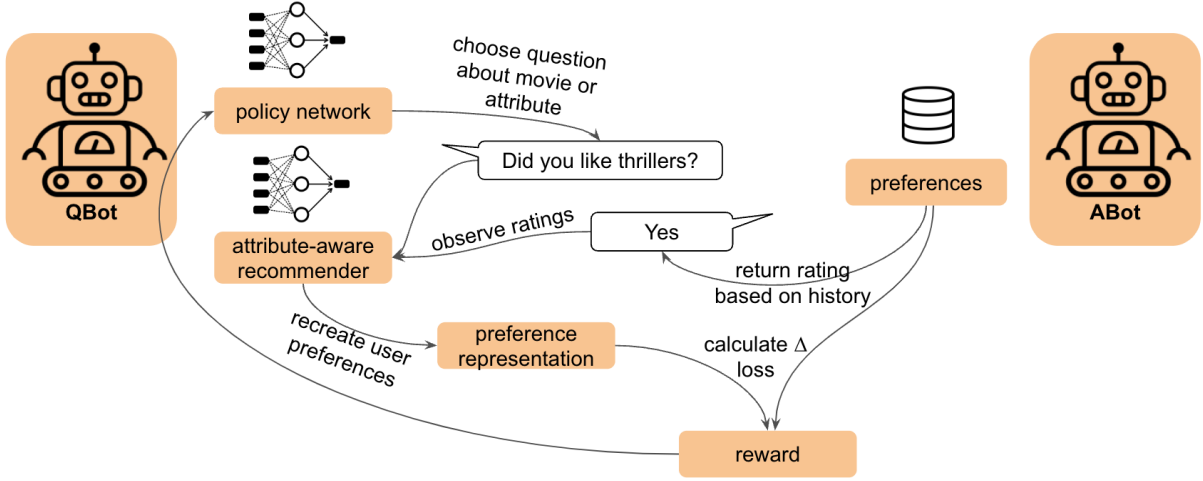 choose question
about movie or
attribute
policy network
Did you like thrillers?
preferences
QBot
ABot
observe ratings
Yes
attribute-aware
recommender
return rating
based on history
recreate user
preferences
preference
representation
calculate Δ
loss
reward